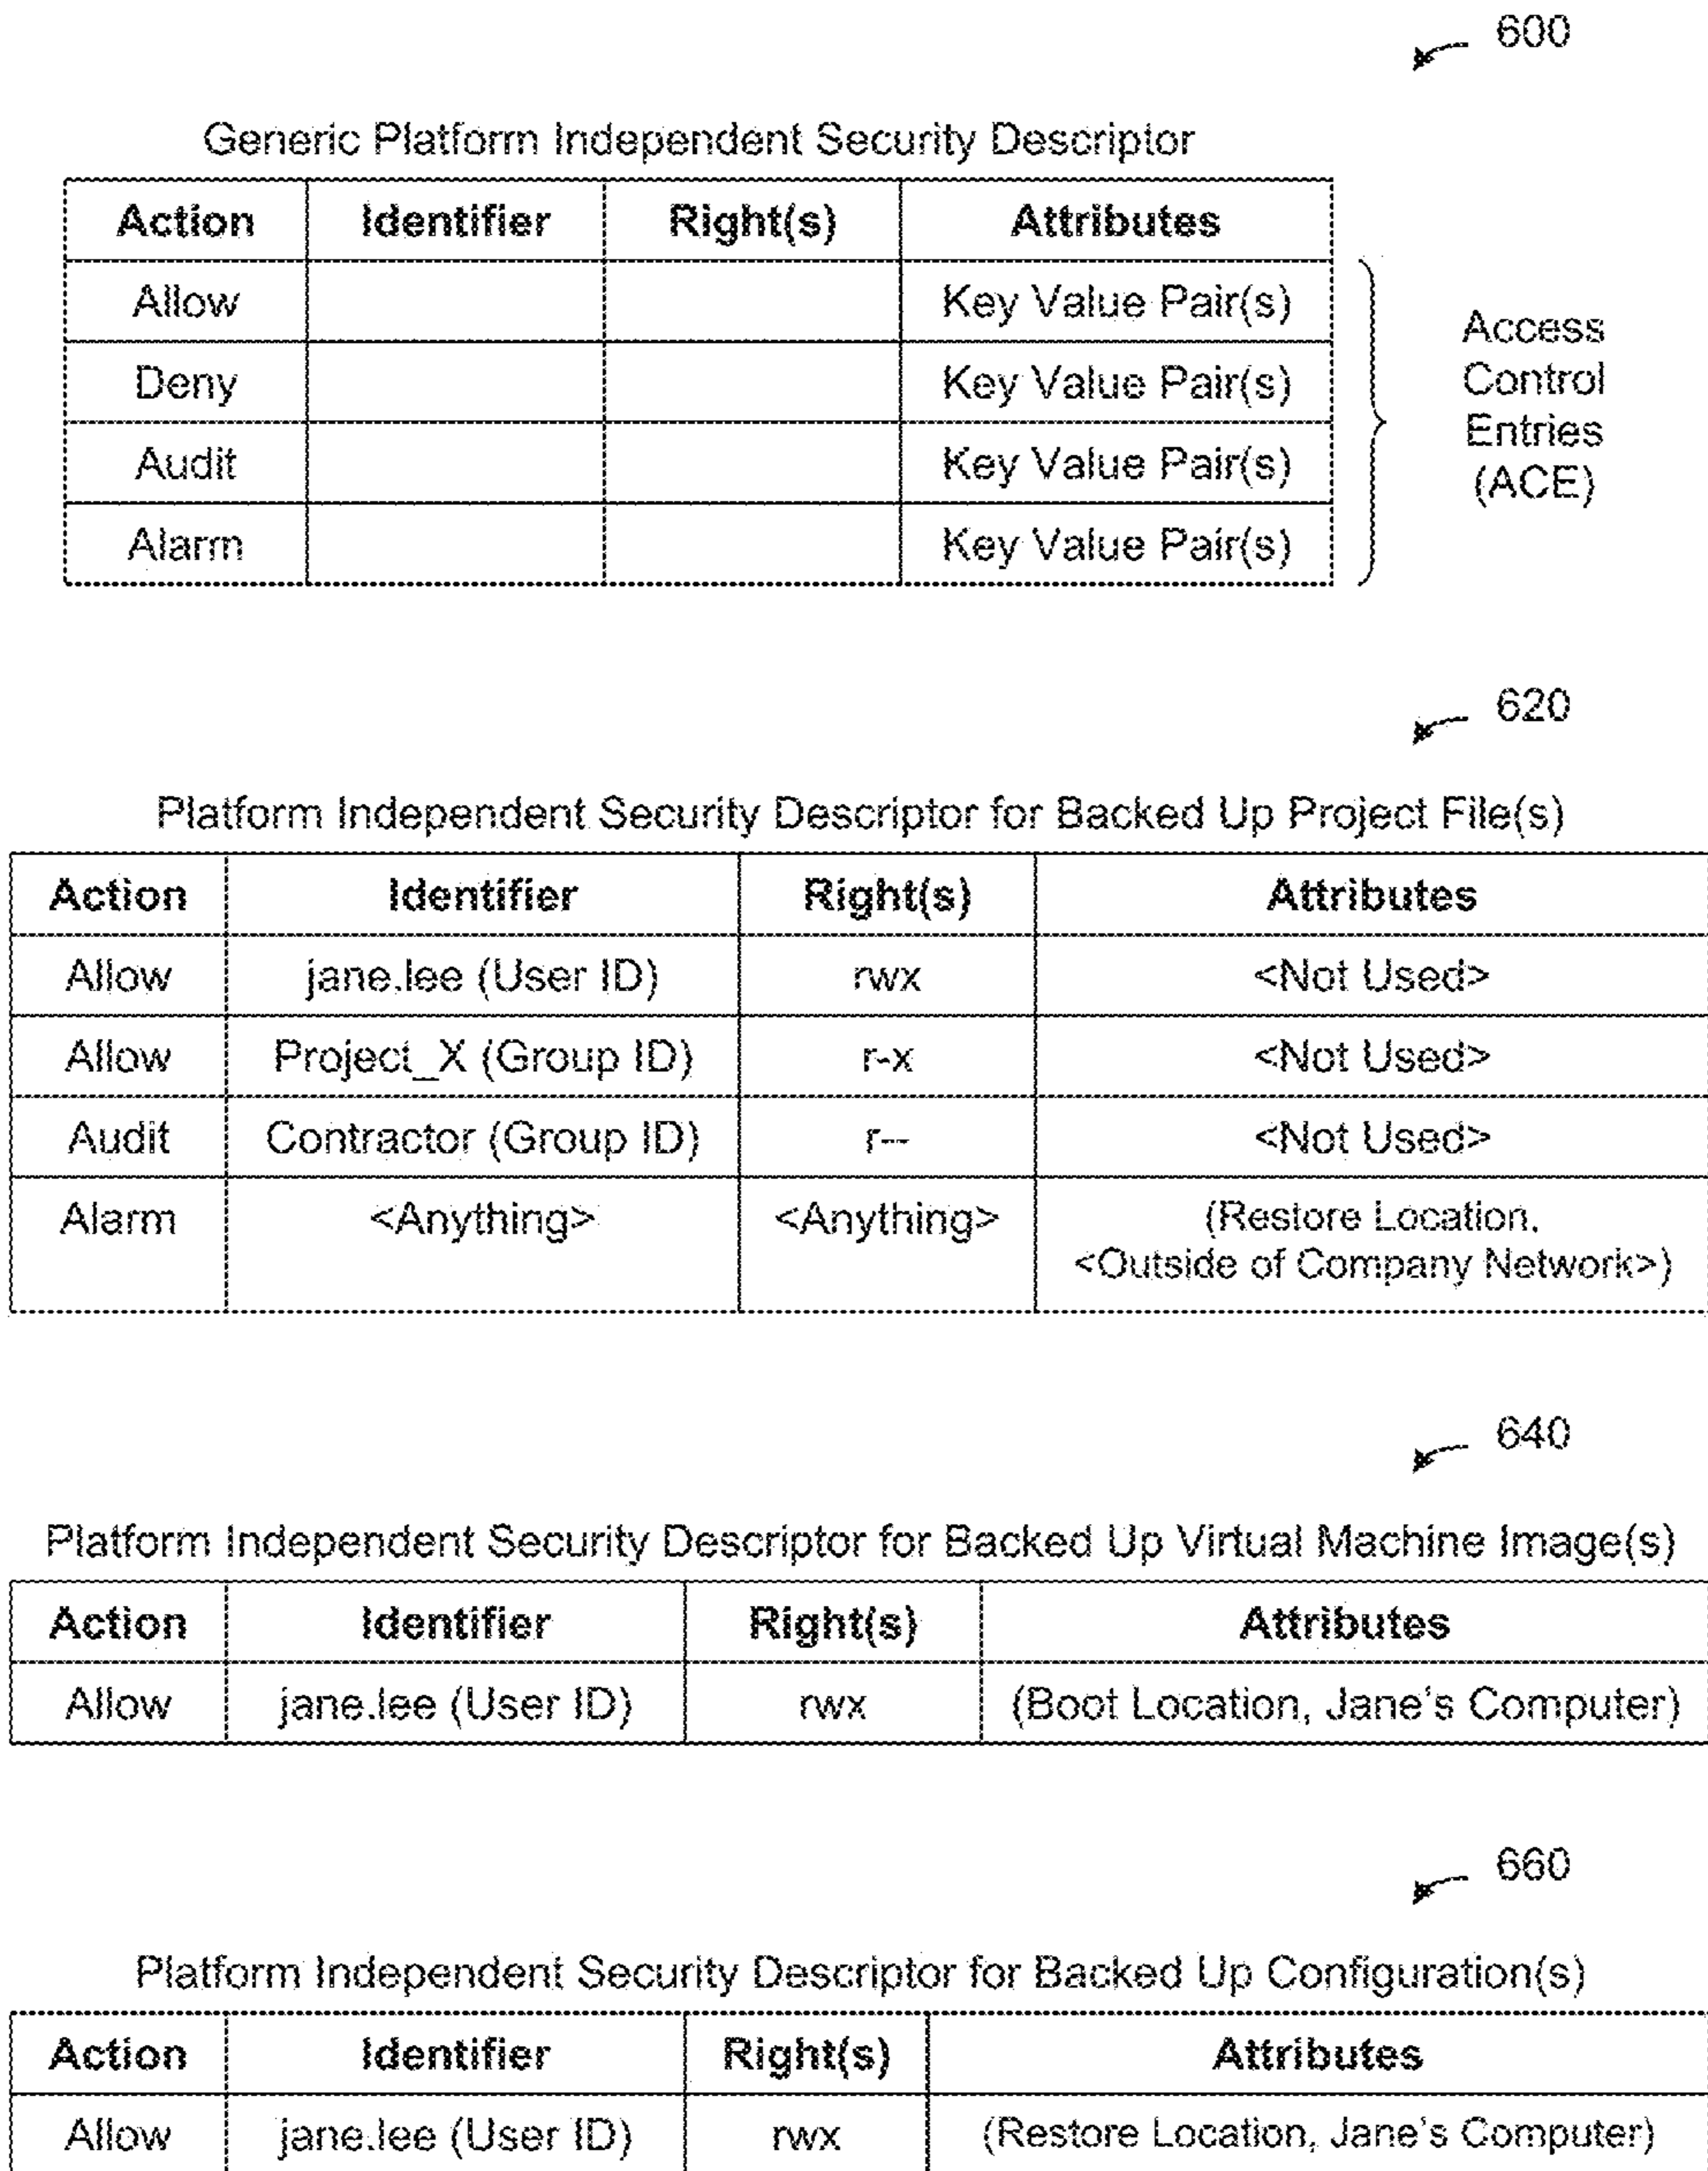 600
Generic Platform Independent Security Descriptor
Action Identifier Right(s) Attributes
Allow Key Value Pair(s)
Deny Key Value Pair(s)
Audit Key Value Pair(s)
Alarm Key Value Pair(s)
Access
Control
Entries
(ACE)
620
Platform Independent Security Descriptor for Backed Up Project File(s)
Action Identifier Right(s) Attributes
Allow jane.lee (User ID) rwx <Not Used>
Allow Project_X (Group ID) r-x <Not Used>
Audit Contractor (Group ID) r-- <Not Used>
Alarm <Anything> <Anything> (Restore Location,
<Outside of Company Network>)
640
Platform Independent Security Descriptor for Backed Up Virtual Machine Image(s)
Action Identifier Right(s) Attributes
Allow jane.lee (User ID) rwx (Boot Location, Jane's Computer)
660
Platform Independent Security Descriptor for Backed Up Configuration(s)
Action Identifier Right(s) Attributes
Allow jane.lee (User ID) rwx (Restore Location, Jane's Computer)